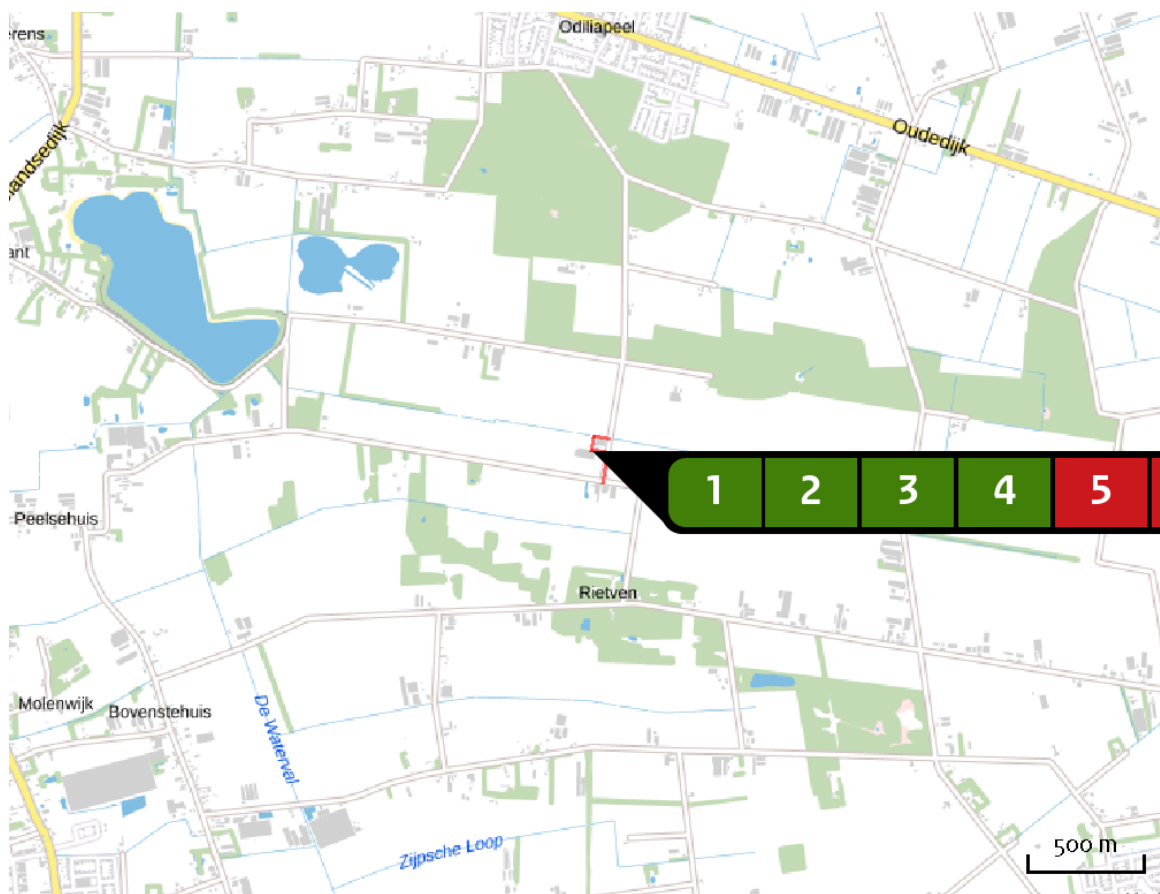 Odiliapeel
erens
Oudedijk
andsedijk
ant
1 2 3 4 5
Peelsehuis
Rietven
Molenwijk
Bovenstehuis
De Waterval
Zijpsche Loop
500 m